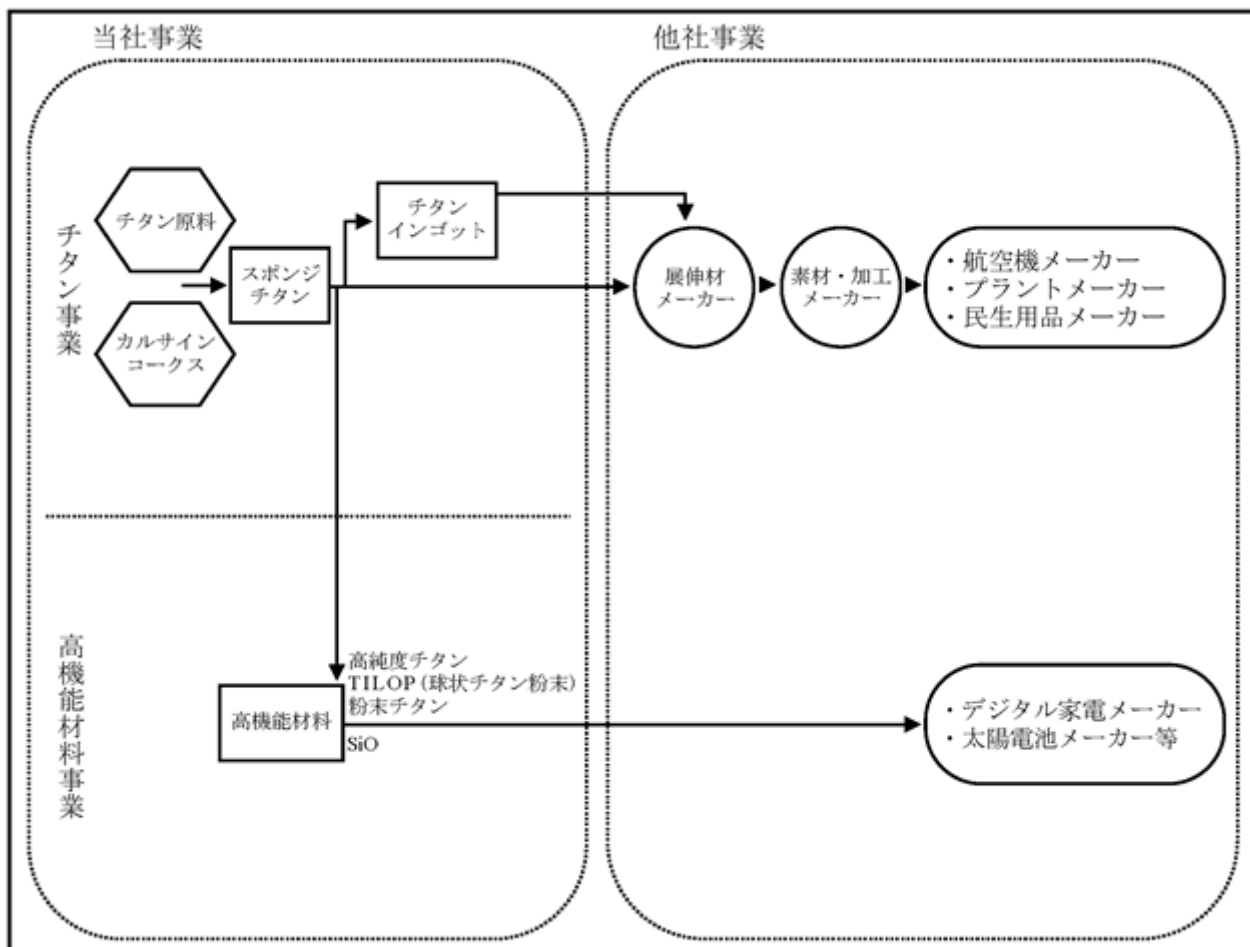 当社事業
他社事業
チタン事業
チタン原料
カルサイン
コークス
スポンジ
チタン
チタン
インゴット
展伸材
メーカー
素材・加工
メーカー
・航空機メーカー
・プラントメーカー
・民生用品メーカー
高機能材料事業
高機能材料
高純度チタン
TILOP (球状チタン粉末)
粉末チタン
SiO
・デジタル家電メーカー
・太陽電池メーカー等